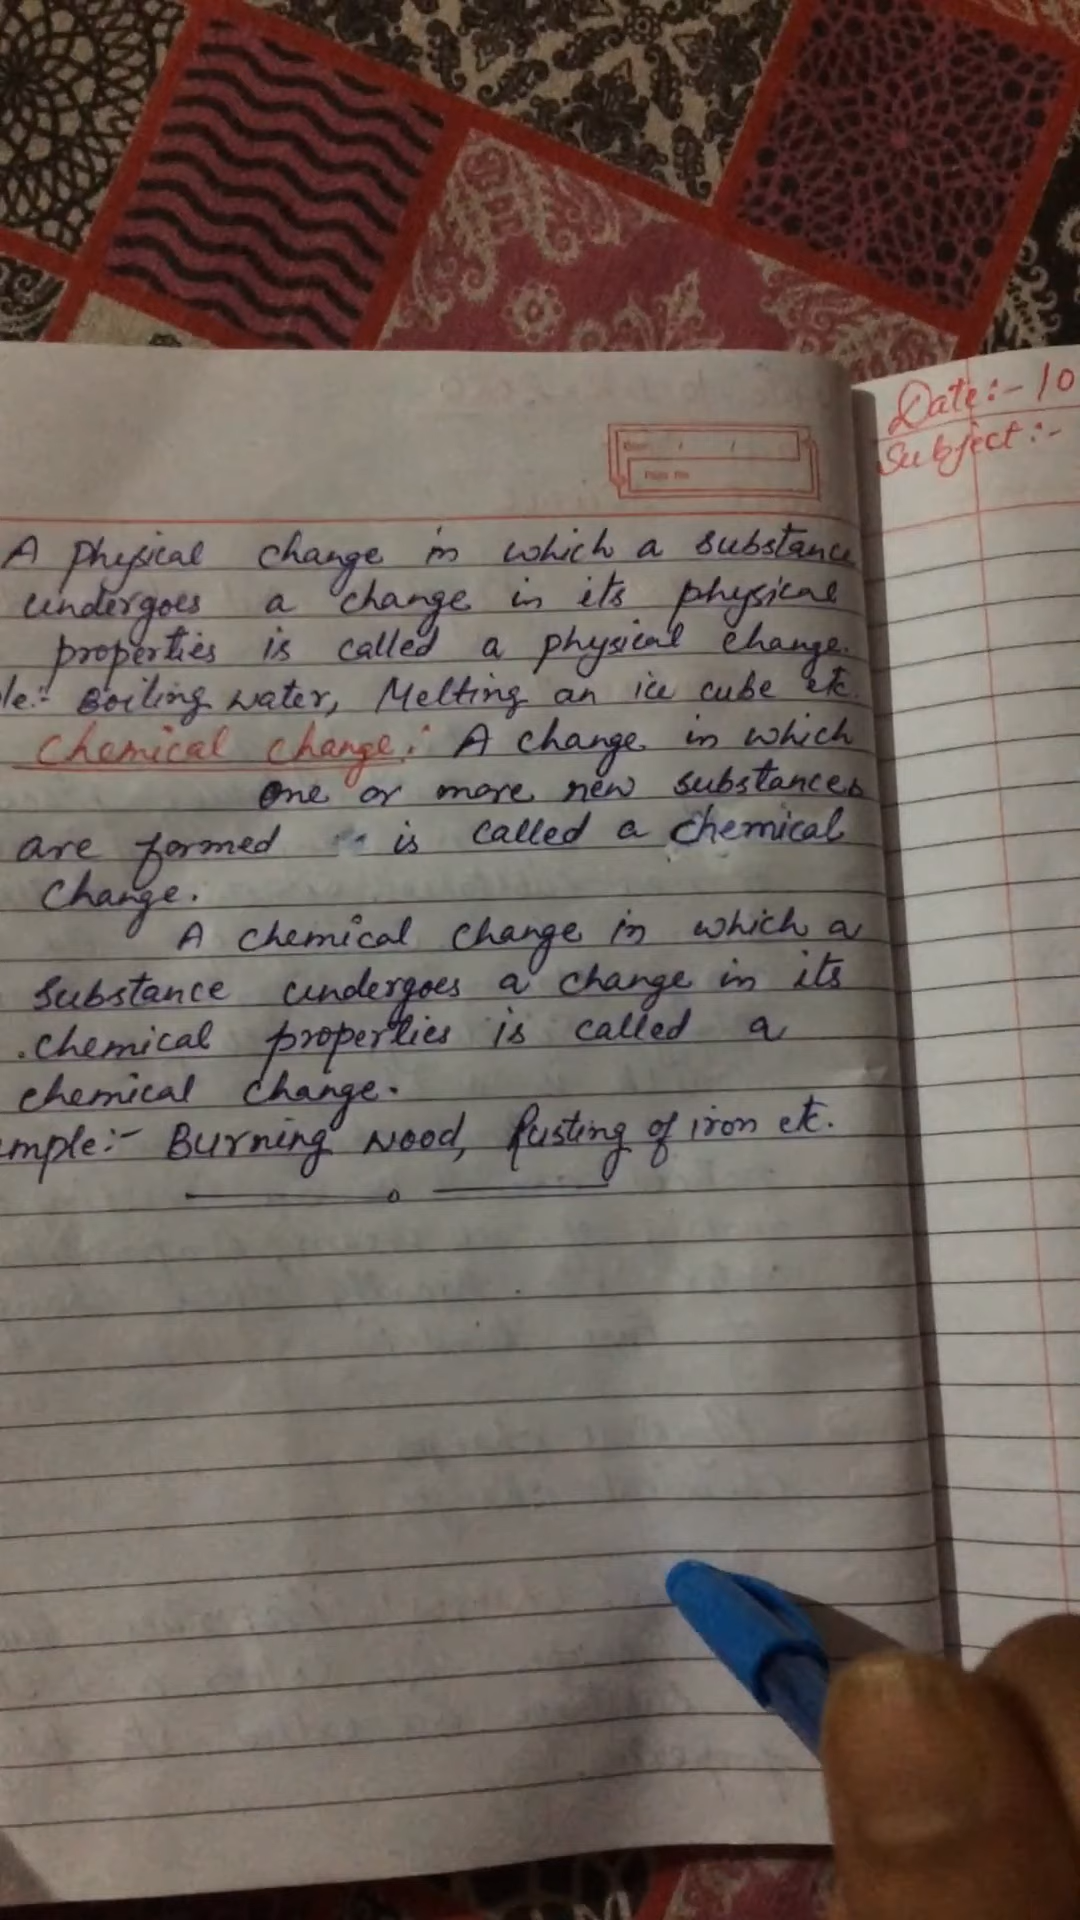 A physical change in which a substance
undergoes a change in its physical
properties is called a physical change.
le:- Boiling water, Melting an ice cube etc.
Chemical change: A change in which
one or more new substances
are formed is called a chemical
change.
A chemical change in which a
substance undergoes a change in its
chemical properties is called a
chemical change.
mple:- Burning wood, Rusting of iron etc.
Date:- 10
Subject:-